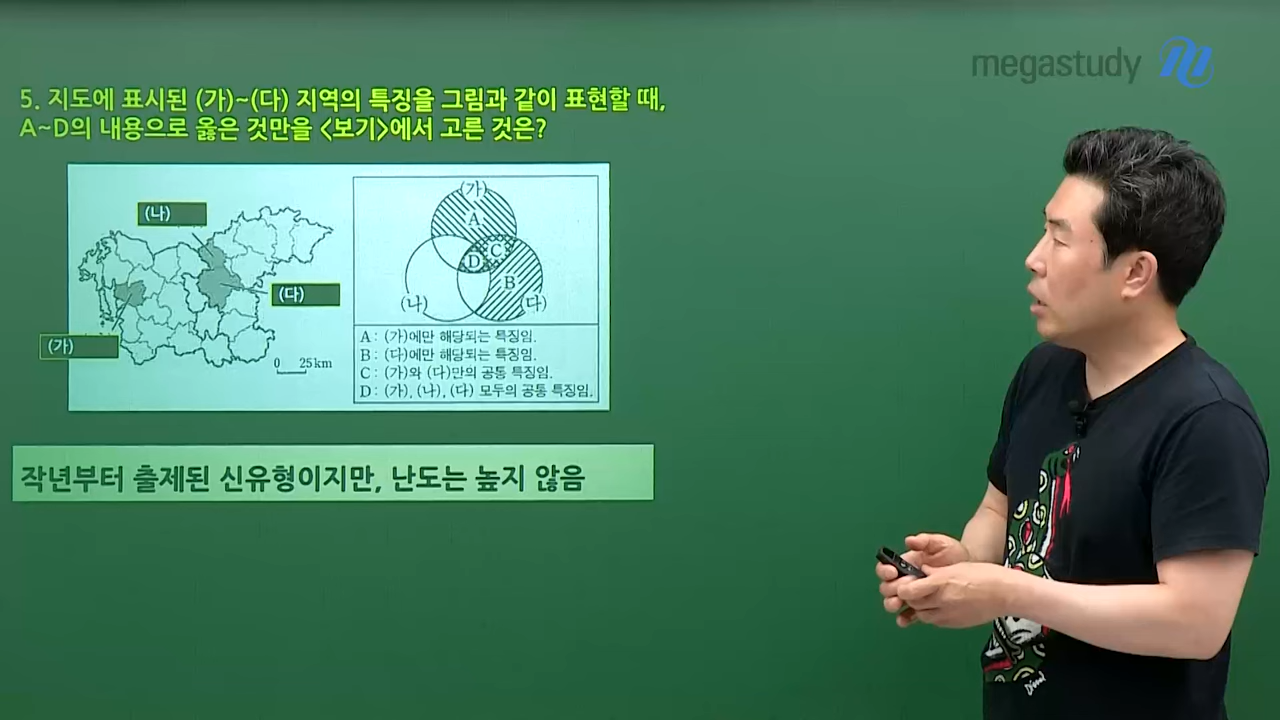 megastudy
5. 지도에 표시된 (가)~(다) 지역의 특징을 그림과 같이 표현할 때,
A~D의 내용으로 옳은 것만을 <보기>에서 고른 것은?
(나)
(다)
(가)
0 25km
(가)
A
C
D
B
(나)
(다)
A : (가)에만 해당되는 특징임.
B : (다)에만 해당되는 특징임.
C : (가)와 (다)만의 공통 특징임.
D : (가), (나), (다) 모두의 공통 특징임.
작년부터 출제된 신유형이지만, 난도는 높지 않음